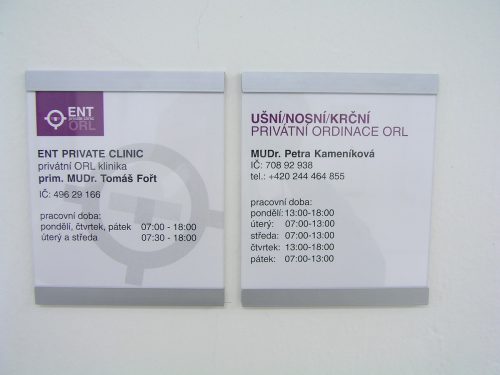 ENT
private clinic
ORL
ENT PRIVATE CLINIC
privátní ORL klinika
prim. MUDr. Tomáš Fořt
IČ: 496 29 166
pracovní doba:
pondělí, čtvrtek, pátek 07:00 - 18:00
úterý a středa 07:30 - 18:00
UŠNÍ/NOSNÍ/KRČNÍ
PRIVÁTNÍ ORDINACE ORL
MUDr. Petra Kameníková
IČ: 708 92 938
tel.: +420 244 464 855
pracovní doba:
pondělí: 13:00-18:00
úterý: 07:00-13:00
středa: 07:00-13:00
čtvrtek: 13:00-18:00
pátek: 07:00-13:00